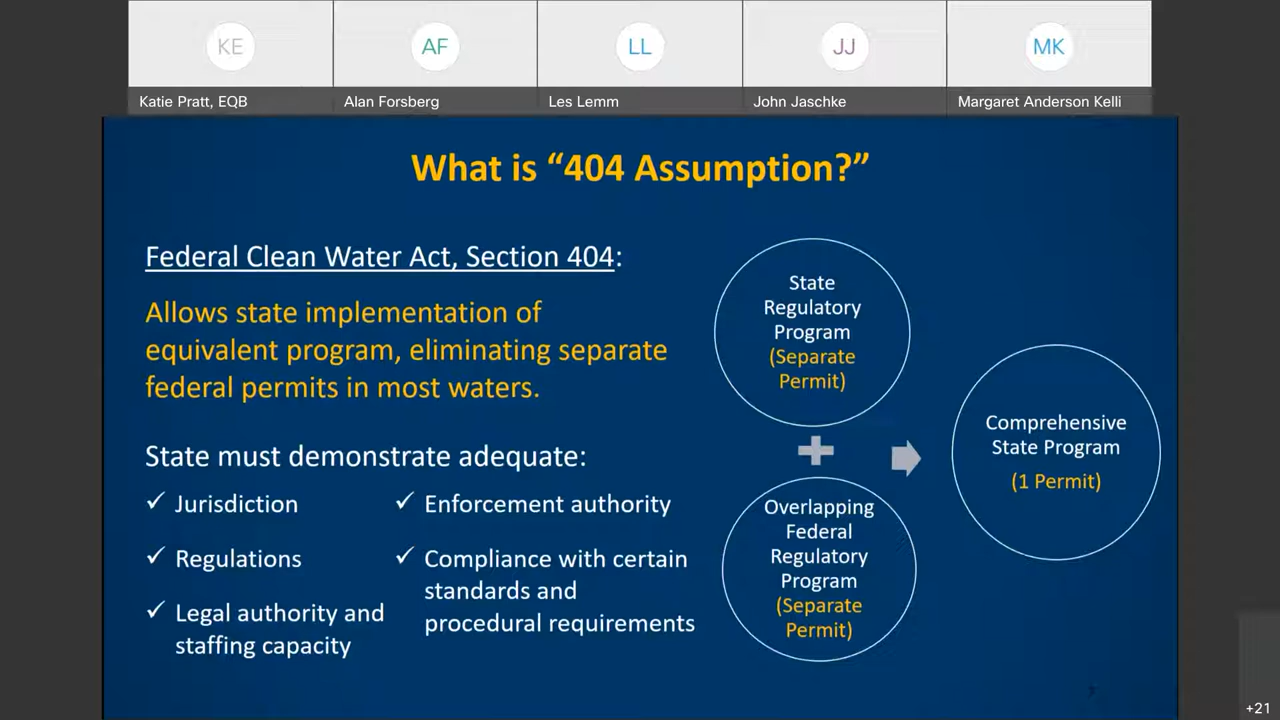 KE
AF
LL
JJ
MK
Katie Pratt, EQB
Alan Forsberg
Les Lemm
John Jaschke
Margaret Anderson Kelli
What is “404 Assumption?”
Federal Clean Water Act, Section 404:
Allows state implementation of
equivalent program, eliminating separate
federal permits in most waters.
State must demonstrate adequate:
✓ Jurisdiction
✓ Regulations
✓ Legal authority and
staffing capacity
✓ Enforcement authority
✓ Compliance with certain
standards and
procedural requirements
State
Regulatory
Program
(Separate
Permit)
Overlapping
Federal
Regulatory
Program
(Separate
Permit)
Comprehensive
State Program
(1 Permit)
+21